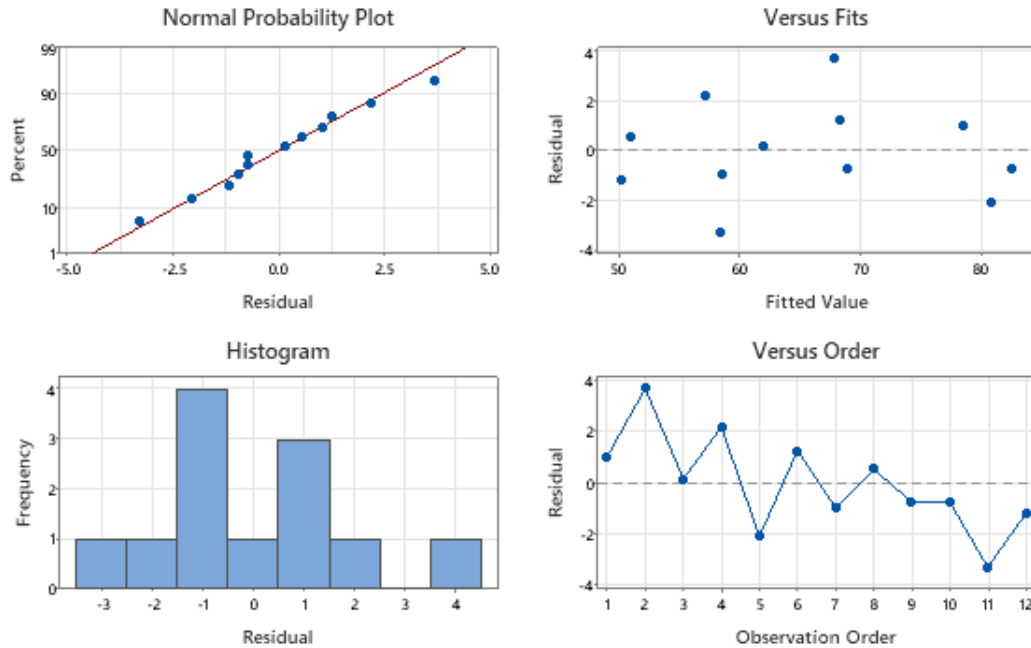 Normal Probability Plot
99
90
50
10
1
Percent
-5.0 -2.5 0.0 2.5 5.0
Residual
Versus Fits
4
2
0
-2
-4
Residual
50 60 70 80
Fitted Value
Histogram
4
3
2
1
0
Frequency
-3 -2 -1 0 1 2 3 4
Residual
Versus Order
4
2
0
-2
-4
Residual
1 2 3 4 5 6 7 8 9 10 11 12
Observation Order